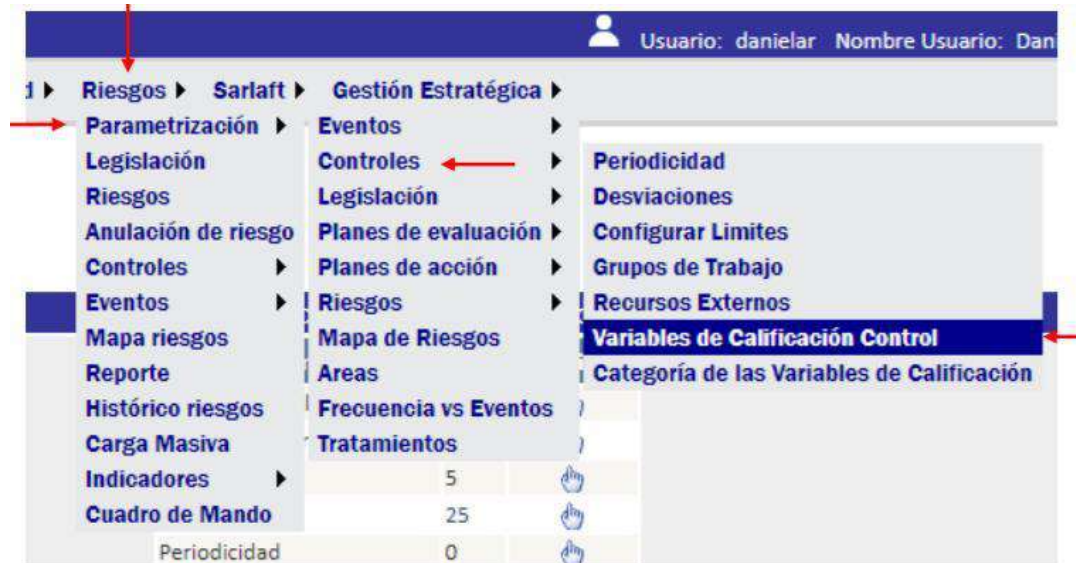 Usuario: danielar Nombre Usuario: Dani
d Riesgos Sarlaft Gestión Estratégica
Parametrización
Legislación
Riesgos
Anulación de riesgo
Controles
Eventos
Mapa riesgos
Reporte
Histórico riesgos
Carga Masiva
Indicadores
Cuadro de Mando
Eventos
Controles
Legislación
Planes de evaluación
Planes de acción
Riesgos
Mapa de Riesgos
Areas
Frecuencia vs Eventos
Tratamientos
Periodicidad
Desviaciones
Configurar Limites
Grupos de Trabajo
Recursos Externos
Variables de Calificación Control
Categoría de las Variables de Calificación
5
25
Periodicidad 0